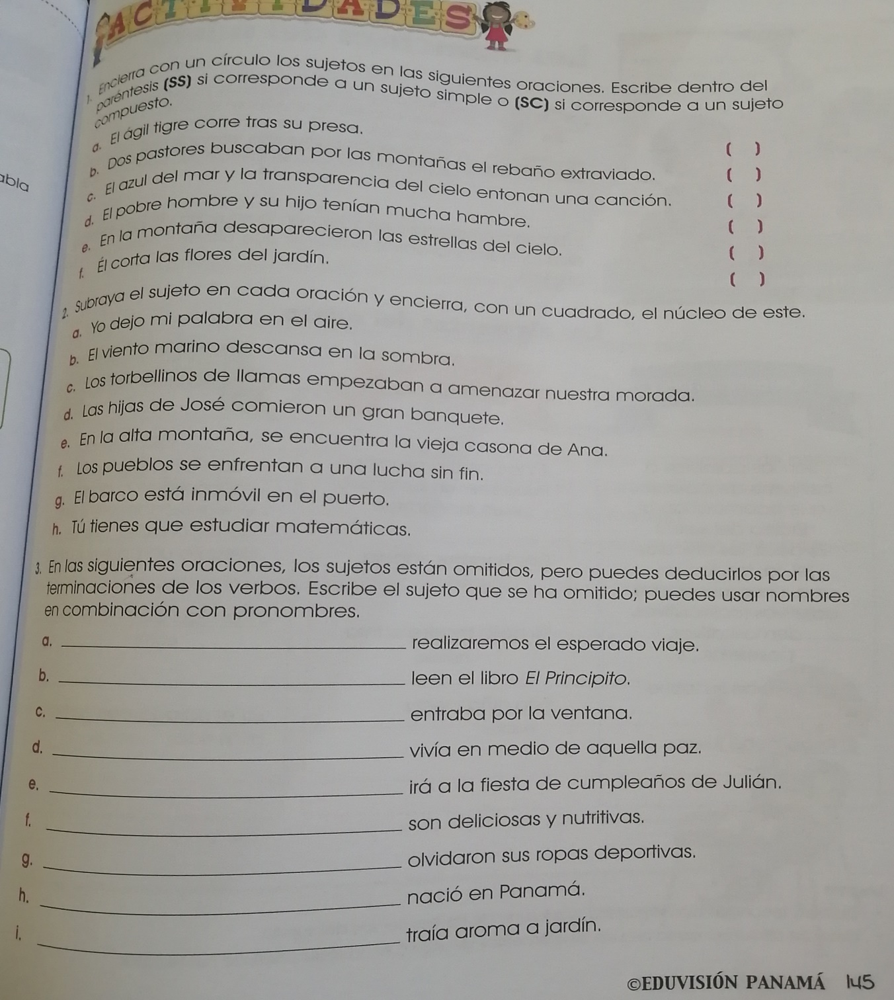 ACTIVIDADES
1. Encierra con un círculo los sujetos en las siguientes oraciones. Escribe dentro del
paréntesis (SS) si corresponde a un sujeto simple o (SC) si corresponde a un sujeto
compuesto.
a. El ágil tigre corre tras su presa. ( )
b. Dos pastores buscaban por las montañas el rebaño extraviado. ( )
c. El azul del mar y la transparencia del cielo entonan una canción. ( )
d. El pobre hombre y su hijo tenían mucha hambre. ( )
e. En la montaña desaparecieron las estrellas del cielo. ( )
f. Él corta las flores del jardín. ( )
2. Subraya el sujeto en cada oración y encierra, con un cuadrado, el núcleo de este.
a. Yo dejo mi palabra en el aire.
b. El viento marino descansa en la sombra.
c. Los torbellinos de llamas empezaban a amenazar nuestra morada.
d. Las hijas de José comieron un gran banquete.
e. En la alta montaña, se encuentra la vieja casona de Ana.
f. Los pueblos se enfrentan a una lucha sin fin.
g. El barco está inmóvil en el puerto.
h. Tú tienes que estudiar matemáticas.
3. En las siguientes oraciones, los sujetos están omitidos, pero puedes deducirlos por las
terminaciones de los verbos. Escribe el sujeto que se ha omitido; puedes usar nombres
en combinación con pronombres.
a. ____________ realizaremos el esperado viaje.
b. ____________ leen el libro El Principito.
c. ____________ entraba por la ventana.
d. ____________ vivía en medio de aquella paz.
e. ____________ irá a la fiesta de cumpleaños de Julián.
f. ____________ son deliciosas y nutritivas.
g. ____________ olvidaron sus ropas deportivas.
h. ____________ nació en Panamá.
i. ____________ traía aroma a jardín.
©EDUVISIÓN PANAMÁ 145